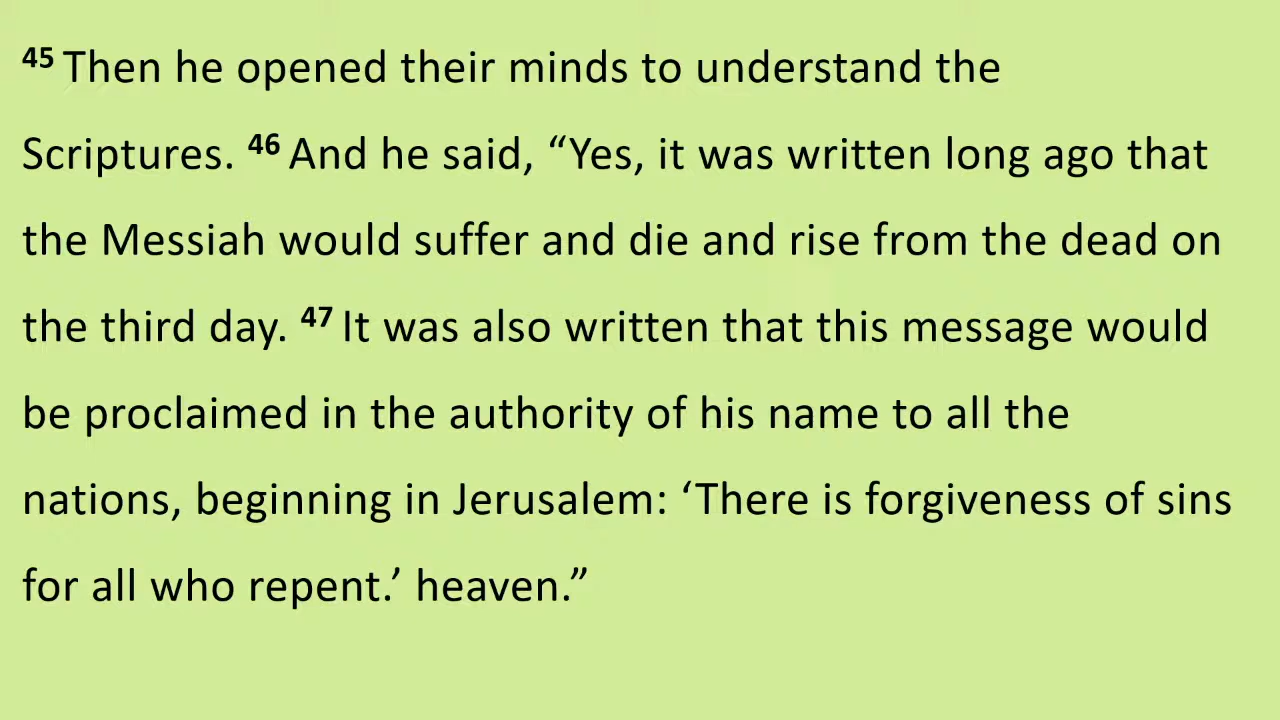 45 Then he opened their minds to understand the
Scriptures. 46 And he said, “Yes, it was written long ago that
the Messiah would suffer and die and rise from the dead on
the third day. 47 It was also written that this message would
be proclaimed in the authority of his name to all the
nations, beginning in Jerusalem: ‘There is forgiveness of sins
for all who repent.’ heaven.”